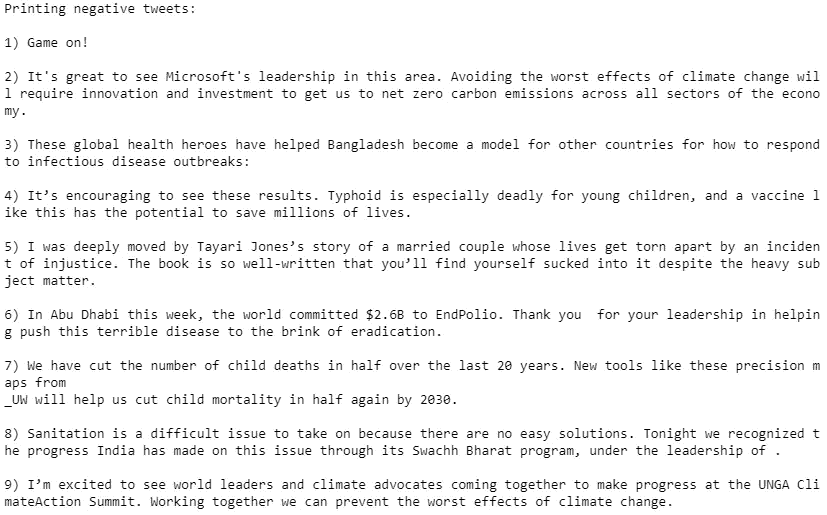 Printing negative tweets:
1) Game on!
2) It's great to see Microsoft's leadership in this area. Avoiding the worst effects of climate change wil
l require innovation and investment to get us to net zero carbon emissions across all sectors of the econo
my.
3) These global health heroes have helped Bangladesh become a model for other countries for how to respond
to infectious disease outbreaks:
4) It’s encouraging to see these results. Typhoid is especially deadly for young children, and a vaccine l
ike this has the potential to save millions of lives.
5) I was deeply moved by Tayari Jones’s story of a married couple whose lives get torn apart by an inciden
t of injustice. The book is so well-written that you’ll find yourself sucked into it despite the heavy sub
ject matter.
6) In Abu Dhabi this week, the world committed $2.6B to EndPolio. Thank you  for your leadership in helpin
g push this terrible disease to the brink of eradication.
7) We have cut the number of child deaths in half over the last 20 years. New tools like these precision m
aps from
_UW will help us cut child mortality in half again by 2030.
8) Sanitation is a difficult issue to take on because there are no easy solutions. Tonight we recognized t
he progress India has made on this issue through its Swachh Bharat program, under the leadership of .
9) I’m excited to see world leaders and climate advocates coming together to make progress at the UNGA Cli
mateAction Summit. Working together we can prevent the worst effects of climate change.